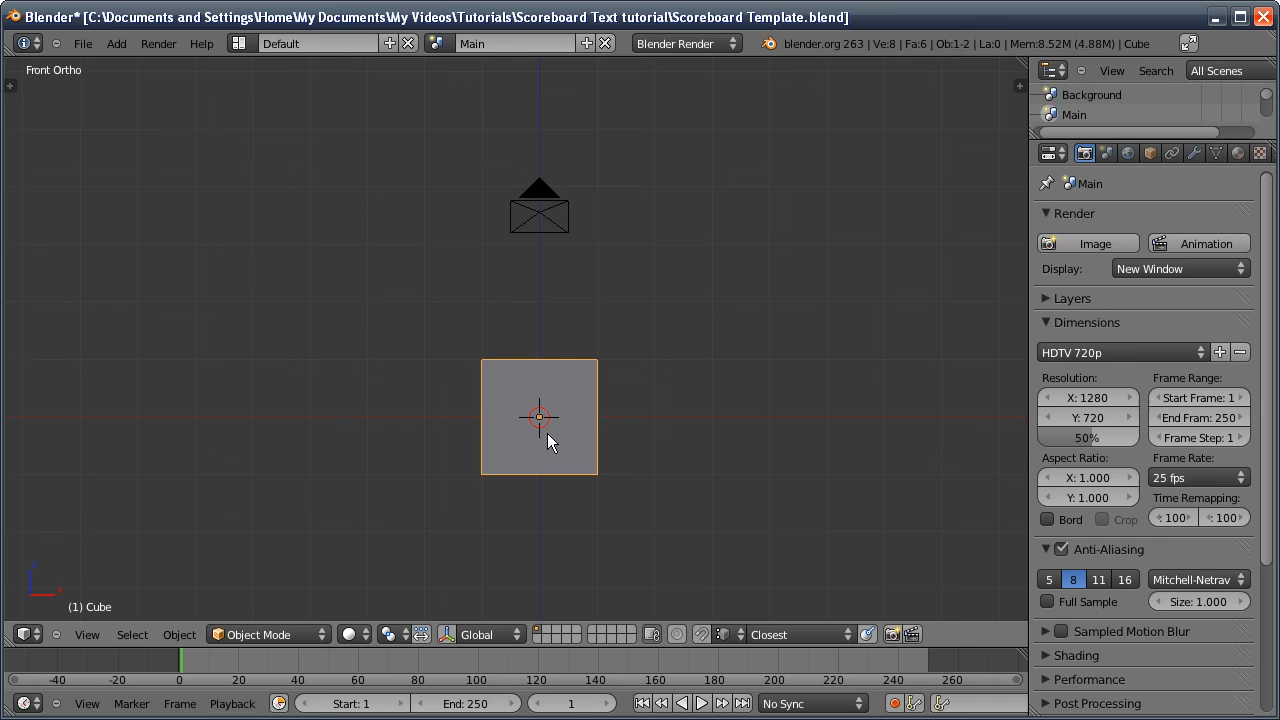 Blender* [C:\Documents and Settings\Home\My Documents\My Videos\Tutorials\Scoreboard Text tutorial\Scoreboard Template.blend]
File Add Render Help Default Main Blender Render blender.org 263 | Ve:8 | Fa:6 | Ob:1-2 | La:0 | Mem:8.52M (4.88M) | Cube
Front Ortho
(1) Cube
View Select Object Object Mode Global Closest
-40 -20 0 20 40 60 80 100 120 140 160 180 200 220 240 260
View Marker Frame Playback Start: 1 End: 250 1 No Sync
View Search All Scenes
Background
Main
Main
Render
Image Animation
Display: New Window
Layers
Dimensions
HDTV 720p
Resolution: Frame Range:
X: 1280 Start Frame: 1
Y: 720 End Fram: 250
50% Frame Step: 1
Aspect Ratio: Frame Rate:
X: 1.000 25 fps
Y: 1.000 Time Remapping:
Bord Crop : 100 : 100
Anti-Aliasing
5 8 11 16 Mitchell-Netrav
Full Sample Size: 1.000
Sampled Motion Blur
Shading
Performance
Post Processing